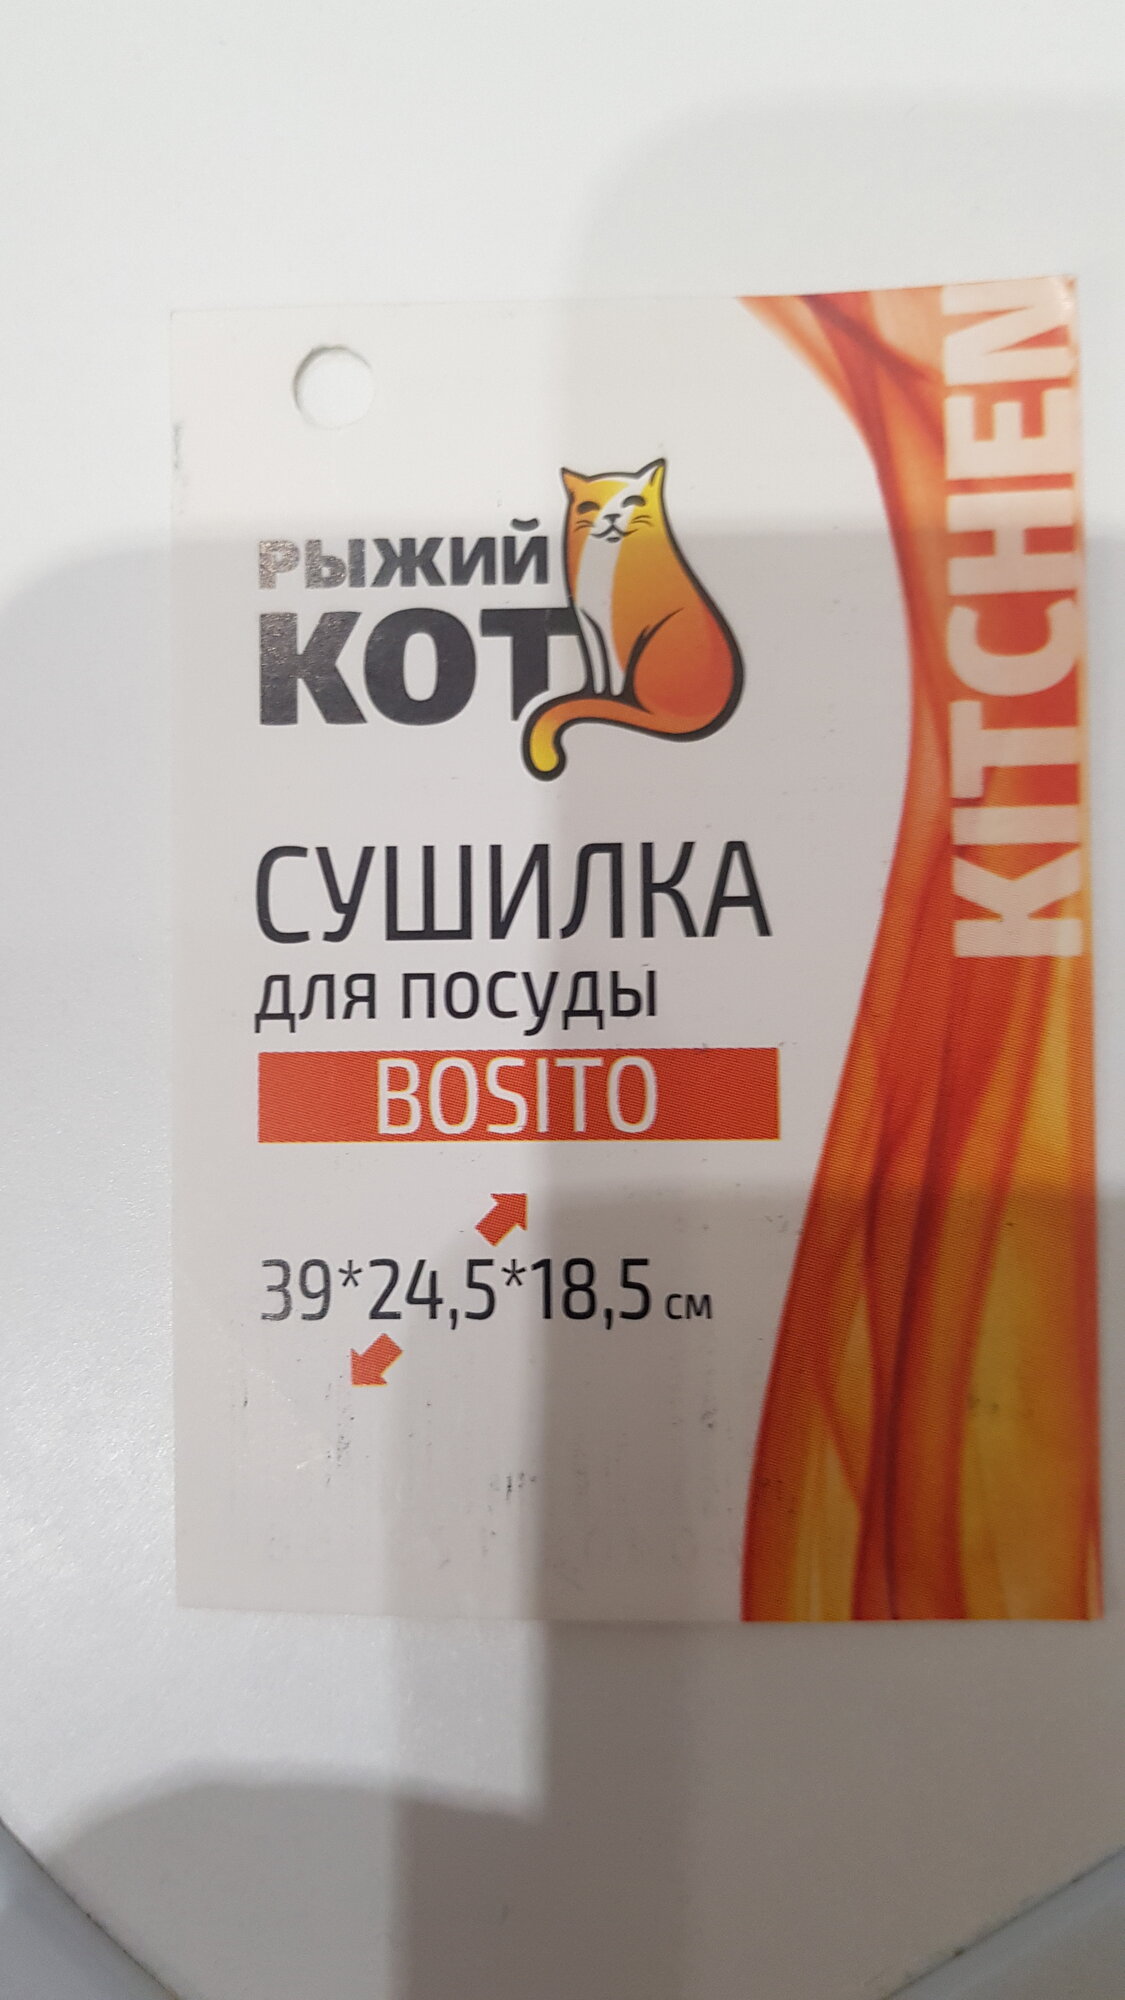 РЫЖИЙ
КОТ
СУШИЛКА
для посуды
BOSITO
39*24,5*18,5 см
KITCHEN